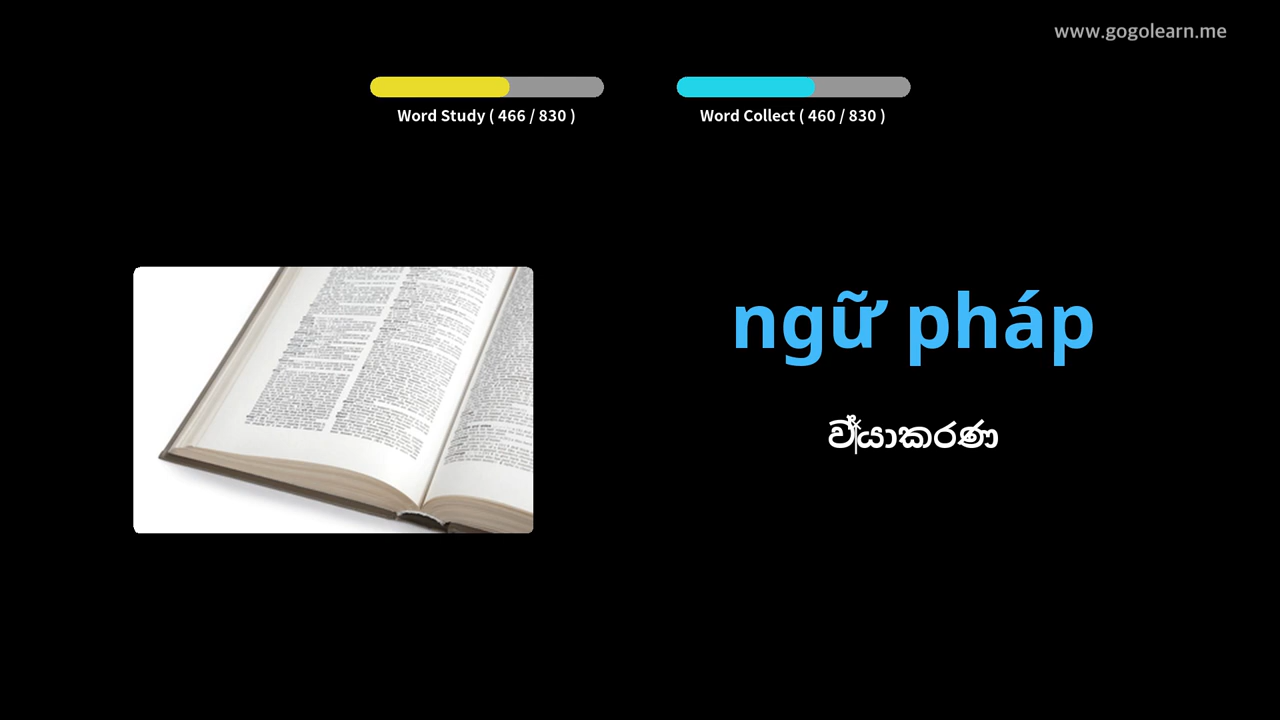 www.gogolearn.me
Word Study ( 466 / 830 )
Word Collect ( 460 / 830 )
ngữ pháp
ව්‍යාකරණ